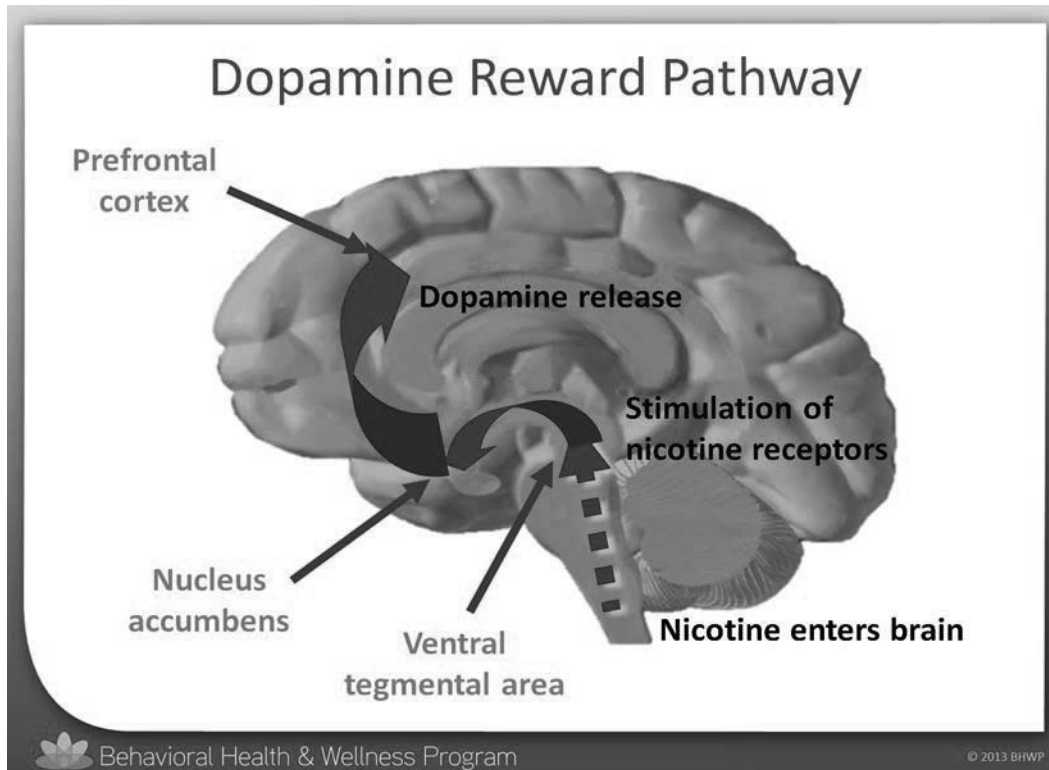 Dopamine Reward Pathway
Prefrontal
cortex
Dopamine release
Stimulation of
nicotine receptors
Nucleus
accumbens
Ventral
tegmental area
Nicotine enters brain
Behavioral Health & Wellness Program
© 2013 BHWP